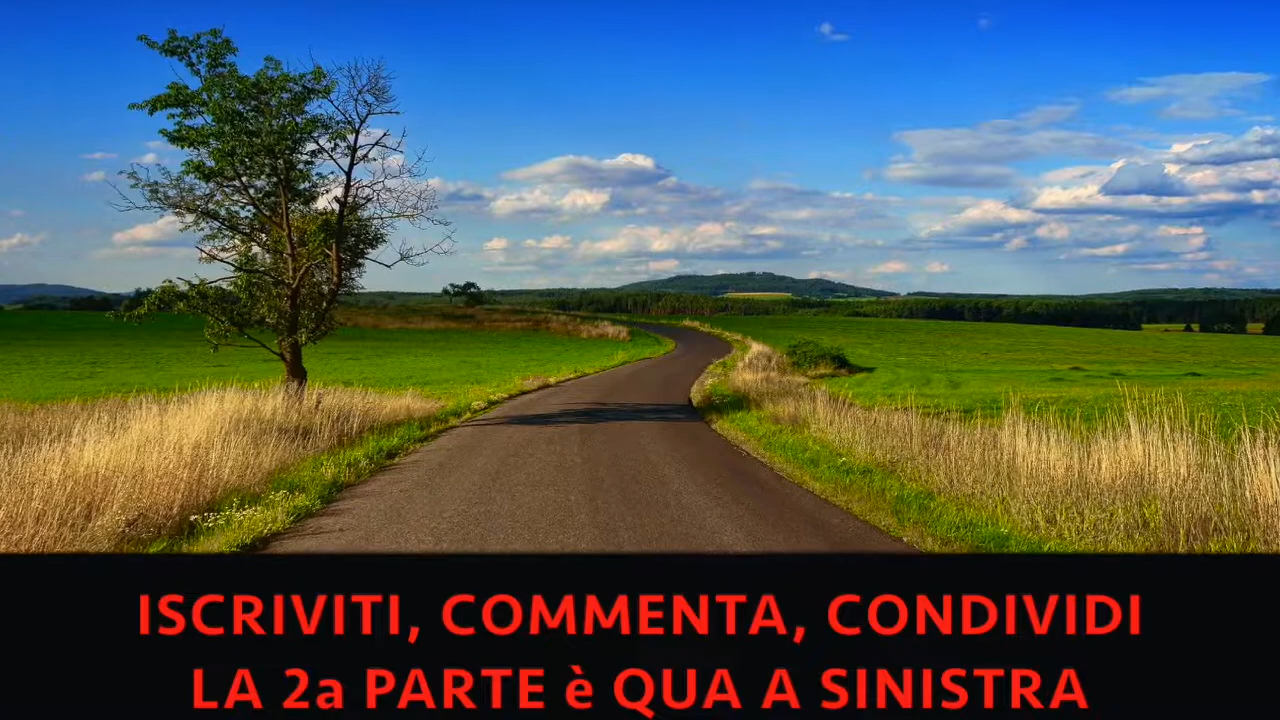 ISCRIVITI, COMMENTA, CONDIVIDI
LA 2a PARTE è QUA A SINISTRA